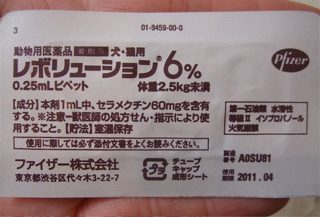 3
01-9459-00-0
動物用医薬品 犬・猫用
レボリューション® 6%
0.25mLピペット 体重2.5kg未満
Pfizer
【成分】本剤1mL中、セラメクチン60mgを含有
する。※注意－獣医師の処方せん・指示により使
用すること。【貯法】室温保存
使用に際しては必ず添付文書をよくお読みください。
第一石油類 水溶性
危険等級Ⅱ イソプロパノール
火気厳禁
ファイザー株式会社
東京都渋谷区代々木3-22-7
プラ
チューブ
キャップ
成形シート
製造番号 A0SU81
使用期限 2011.04